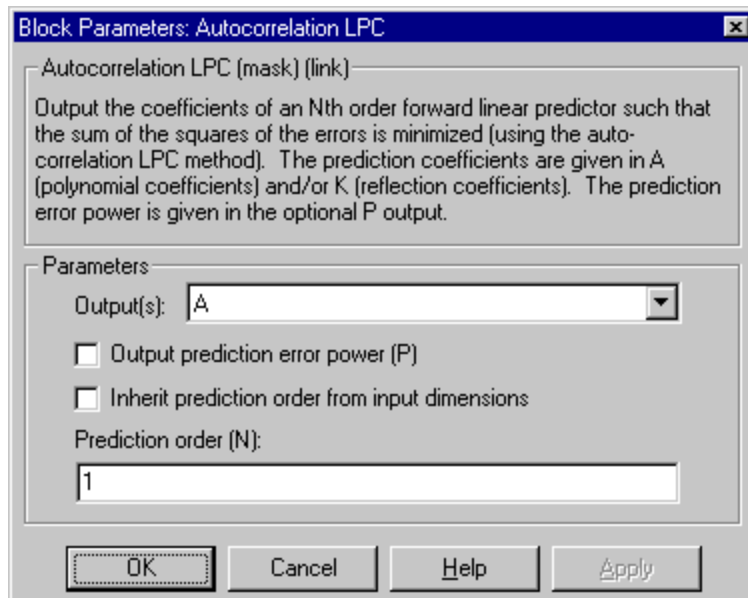 Block Parameters: Autocorrelation LPC
Autocorrelation LPC (mask) (link)
Output the coefficients of an Nth order forward linear predictor such that
the sum of the squares of the errors is minimized (using the auto-
correlation LPC method).  The prediction coefficients are given in A
(polynomial coefficients) and/or K (reflection coefficients).  The prediction
error power is given in the optional P output.
Parameters
Output(s): A
Output prediction error power (P)
Inherit prediction order from input dimensions
Prediction order (N):
1
OK Cancel Help Apply